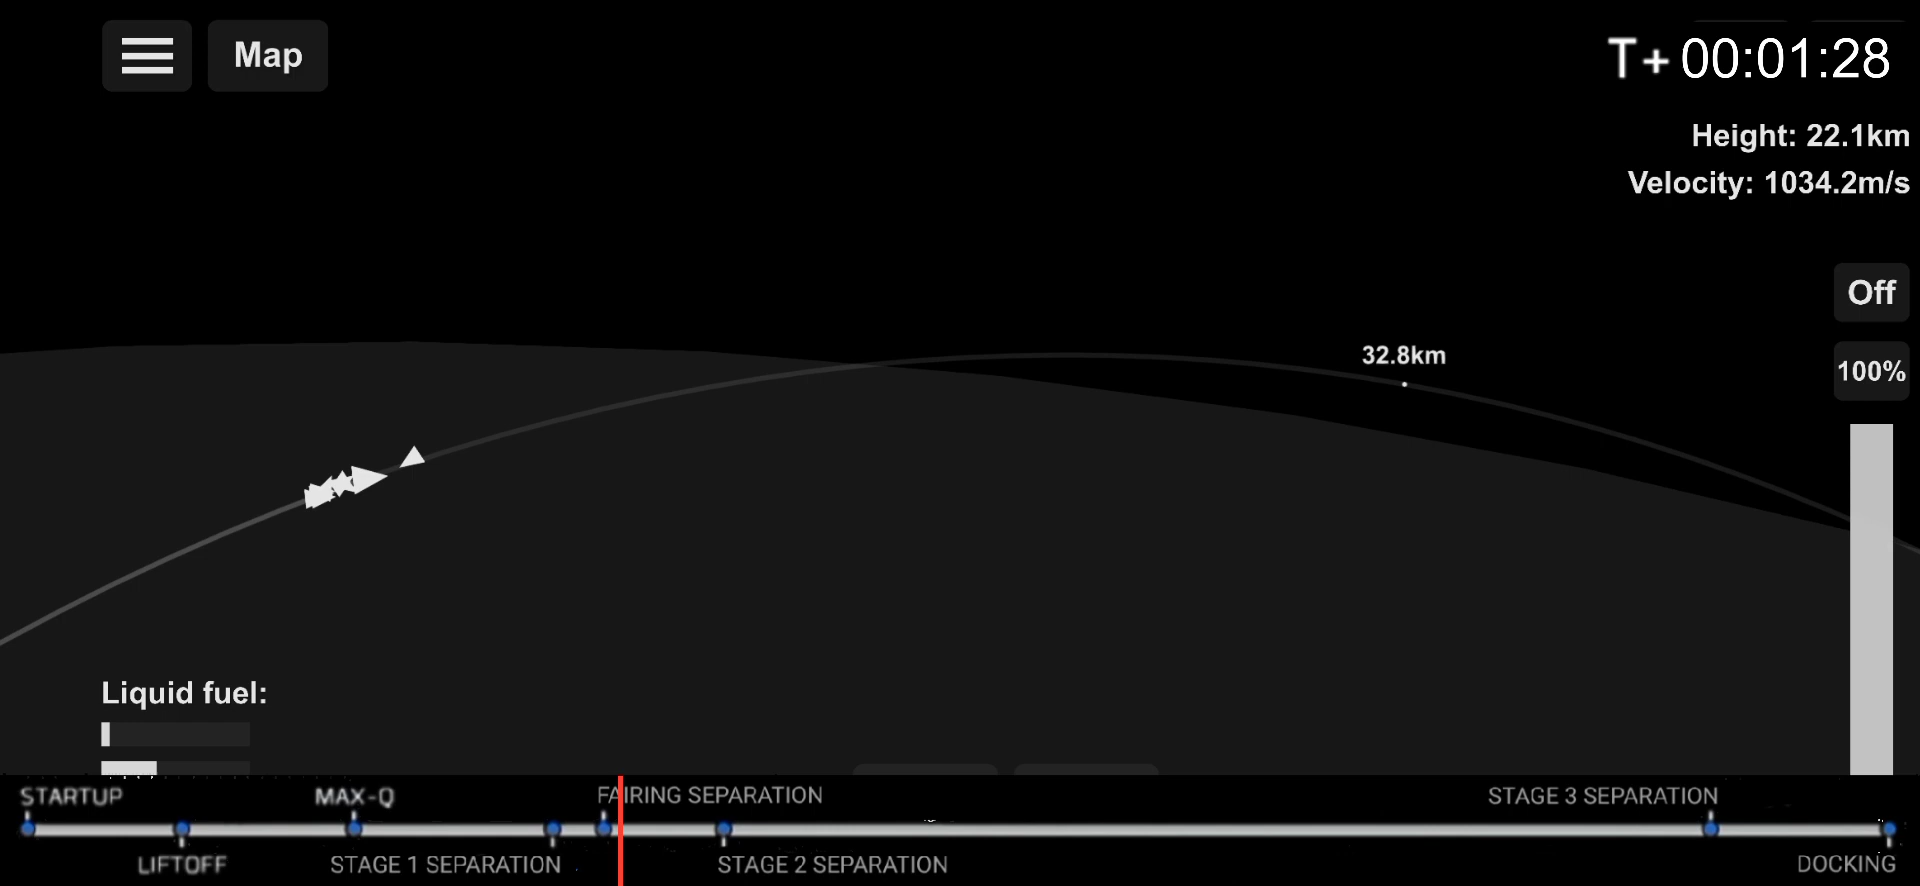 Map
T+ 00:01:28
Height: 22.1km
Velocity: 1034.2m/s
Off
32.8km
100%
Liquid fuel:
STARTUP
MAX-Q
FAIRING SEPARATION
STAGE 3 SEPARATION
LIFTOFF
STAGE 1 SEPARATION
STAGE 2 SEPARATION
DOCKING